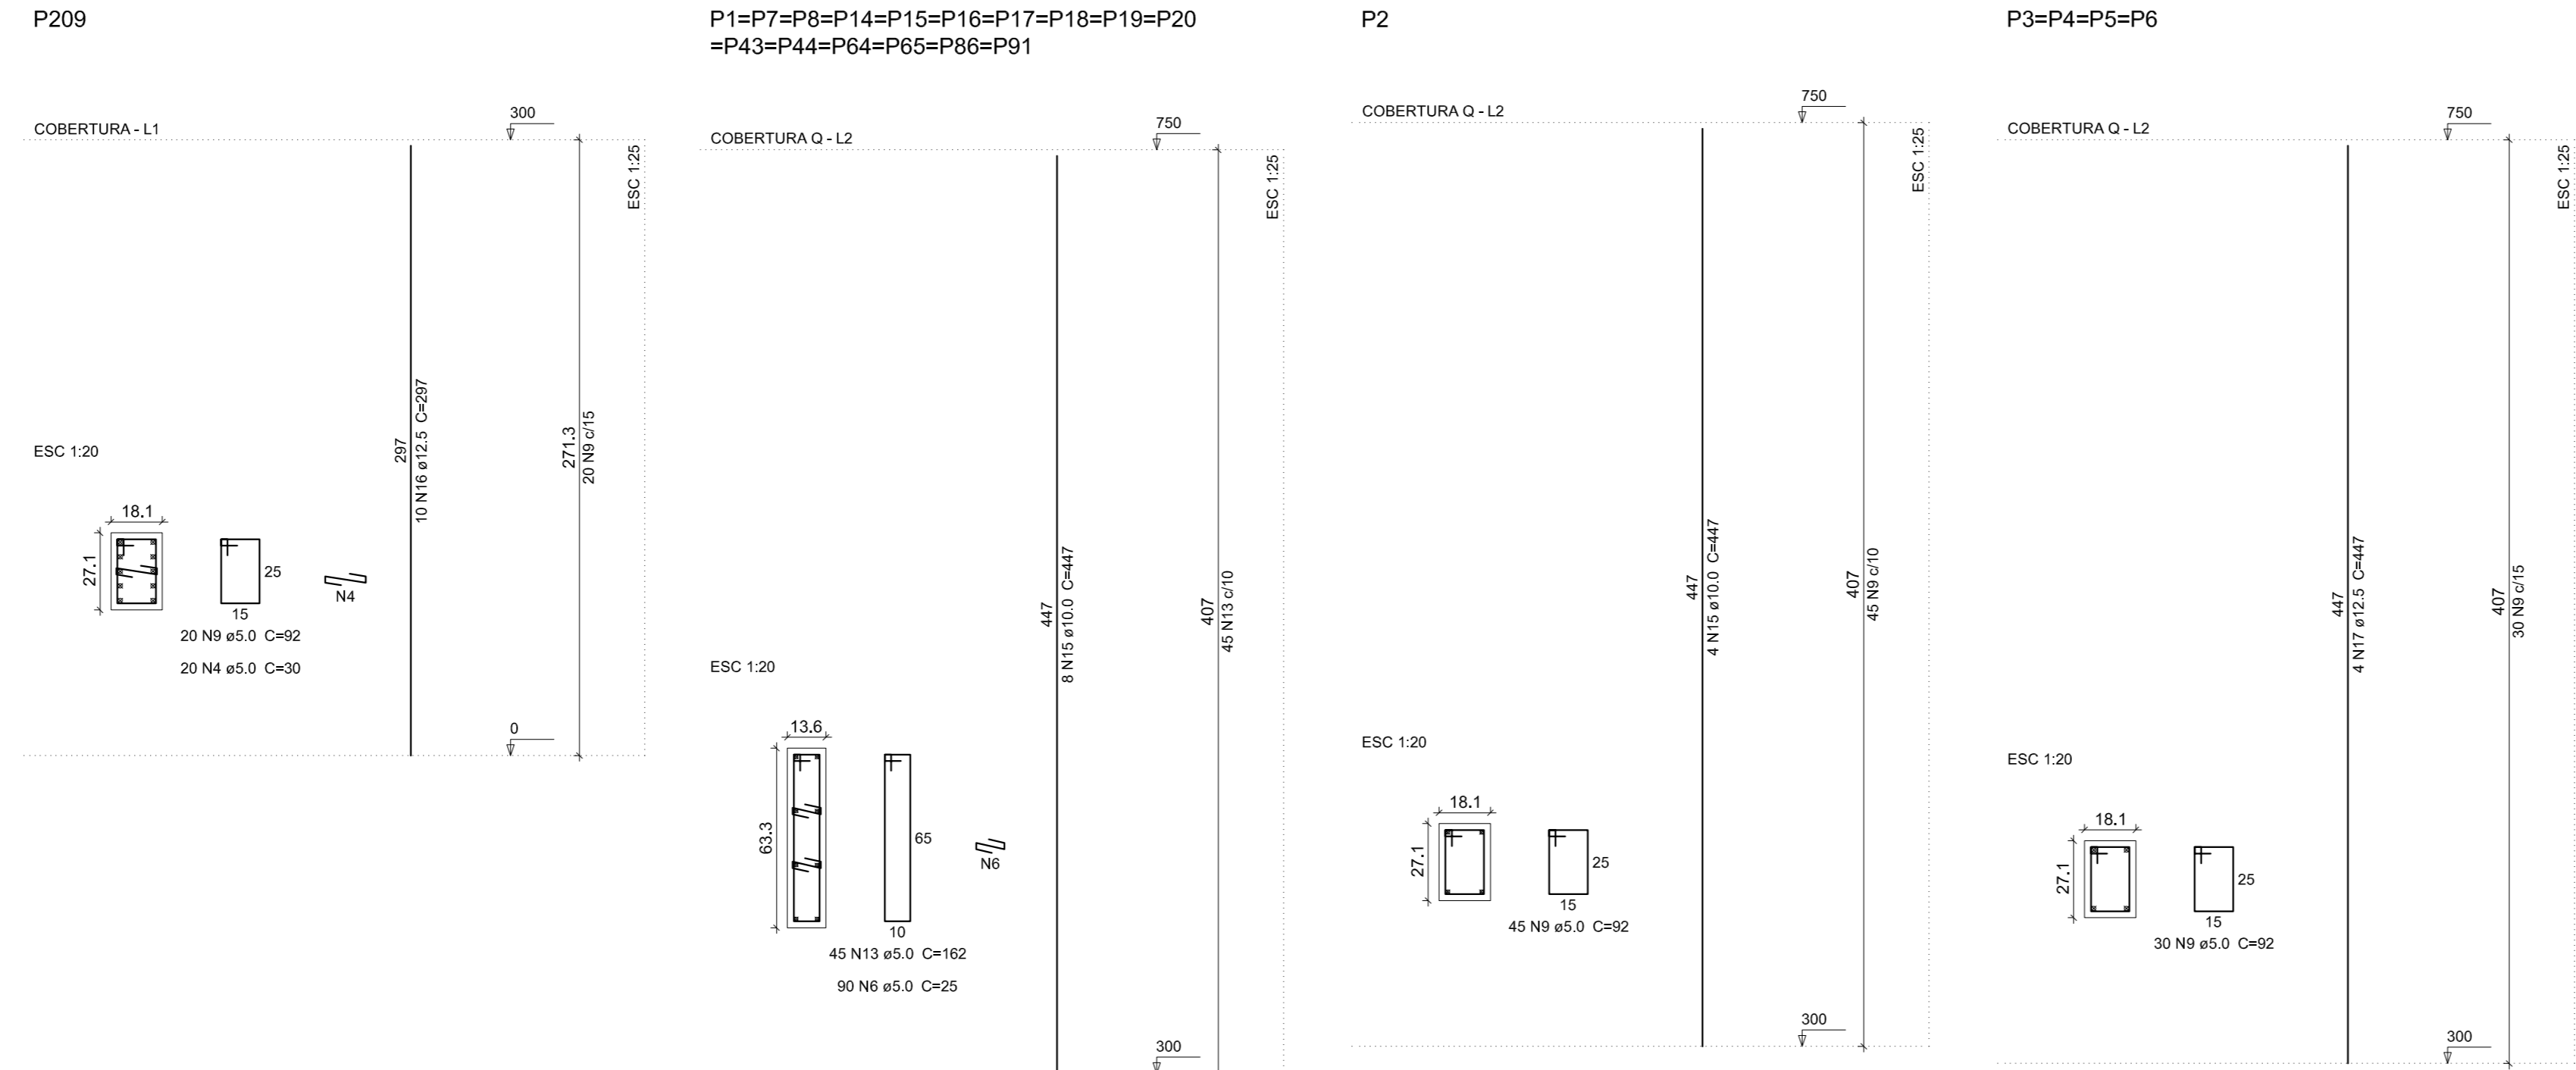 P209
COBERTURA - L1
300
ESC 1:25
297
10 N16 ø12.5 C=297
271.3
20 N9 c/15
ESC 1:20
18.1
27.1
25
15
N4
20 N9 ø5.0 C=92
20 N4 ø5.0 C=30
0
P1=P7=P8=P14=P15=P16=P17=P18=P19=P20
=P43=P44=P64=P65=P86=P91
COBERTURA Q - L2
750
ESC 1:25
447
8 N15 ø10.0 C=447
407
45 N13 c/10
ESC 1:20
13.6
63.3
65
10
N6
45 N13 ø5.0 C=162
90 N6 ø5.0 C=25
300
P2
COBERTURA Q - L2
750
ESC 1:25
447
4 N15 ø10.0 C=447
407
45 N9 c/10
ESC 1:20
18.1
27.1
25
15
45 N9 ø5.0 C=92
300
P3=P4=P5=P6
COBERTURA Q - L2
750
ESC 1:25
447
4 N17 ø12.5 C=447
407
30 N9 c/15
ESC 1:20
18.1
27.1
25
15
30 N9 ø5.0 C=92
300